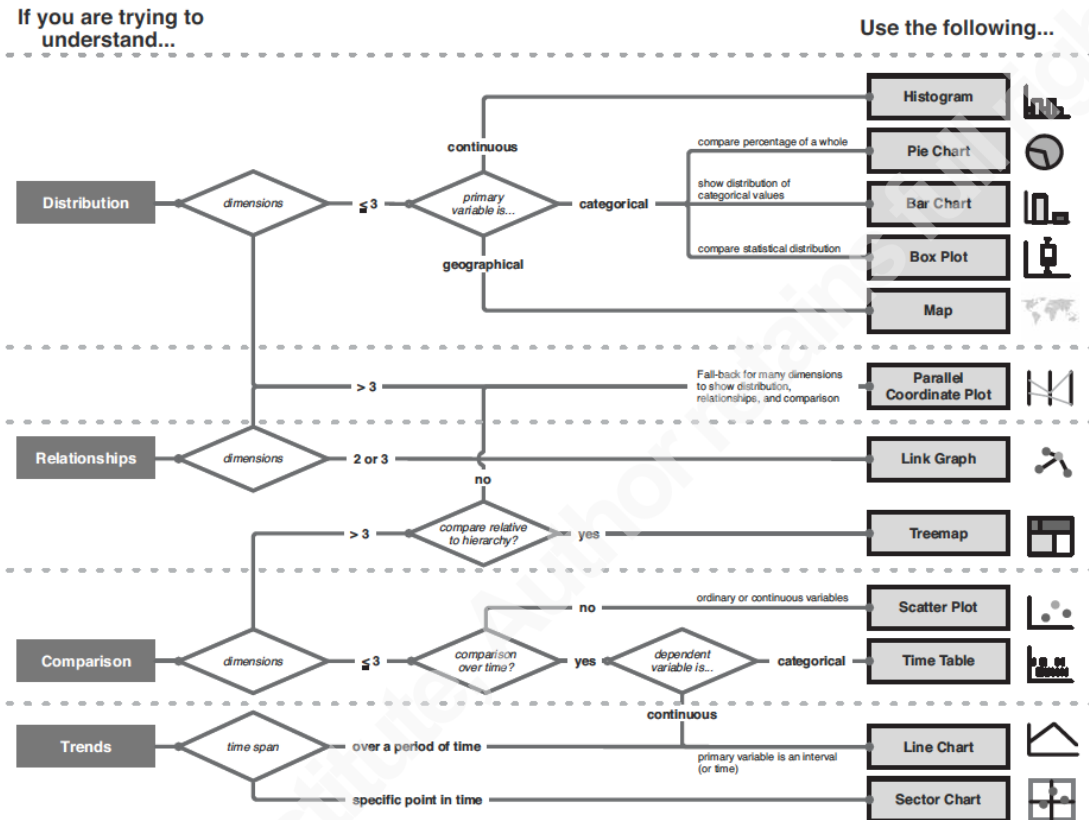 If you are trying to
understand...
Use the following...
Histogram
continuous
compare percentage of a whole
Pie Chart
Distribution
dimensions
≤ 3
primary
variable is...
categorical
show distribution of
categorical values
Bar Chart
compare statistical distribution
Box Plot
geographical
Map
> 3
Fall-back for many dimensions
to show distribution,
relationships, and comparison
Parallel
Coordinate Plot
Relationships
dimensions
2 or 3
Link Graph
no
> 3
compare relative
to hierarchy?
yes
Treemap
no
ordinary or continuous variables
Scatter Plot
Comparison
dimensions
≤ 3
comparison
over time?
yes
dependent
variable is...
categorical
Time Table
continuous
Trends
time span
over a period of time
primary variable is an interval
(or time)
Line Chart
specific point in time
Sector Chart
Author retains full